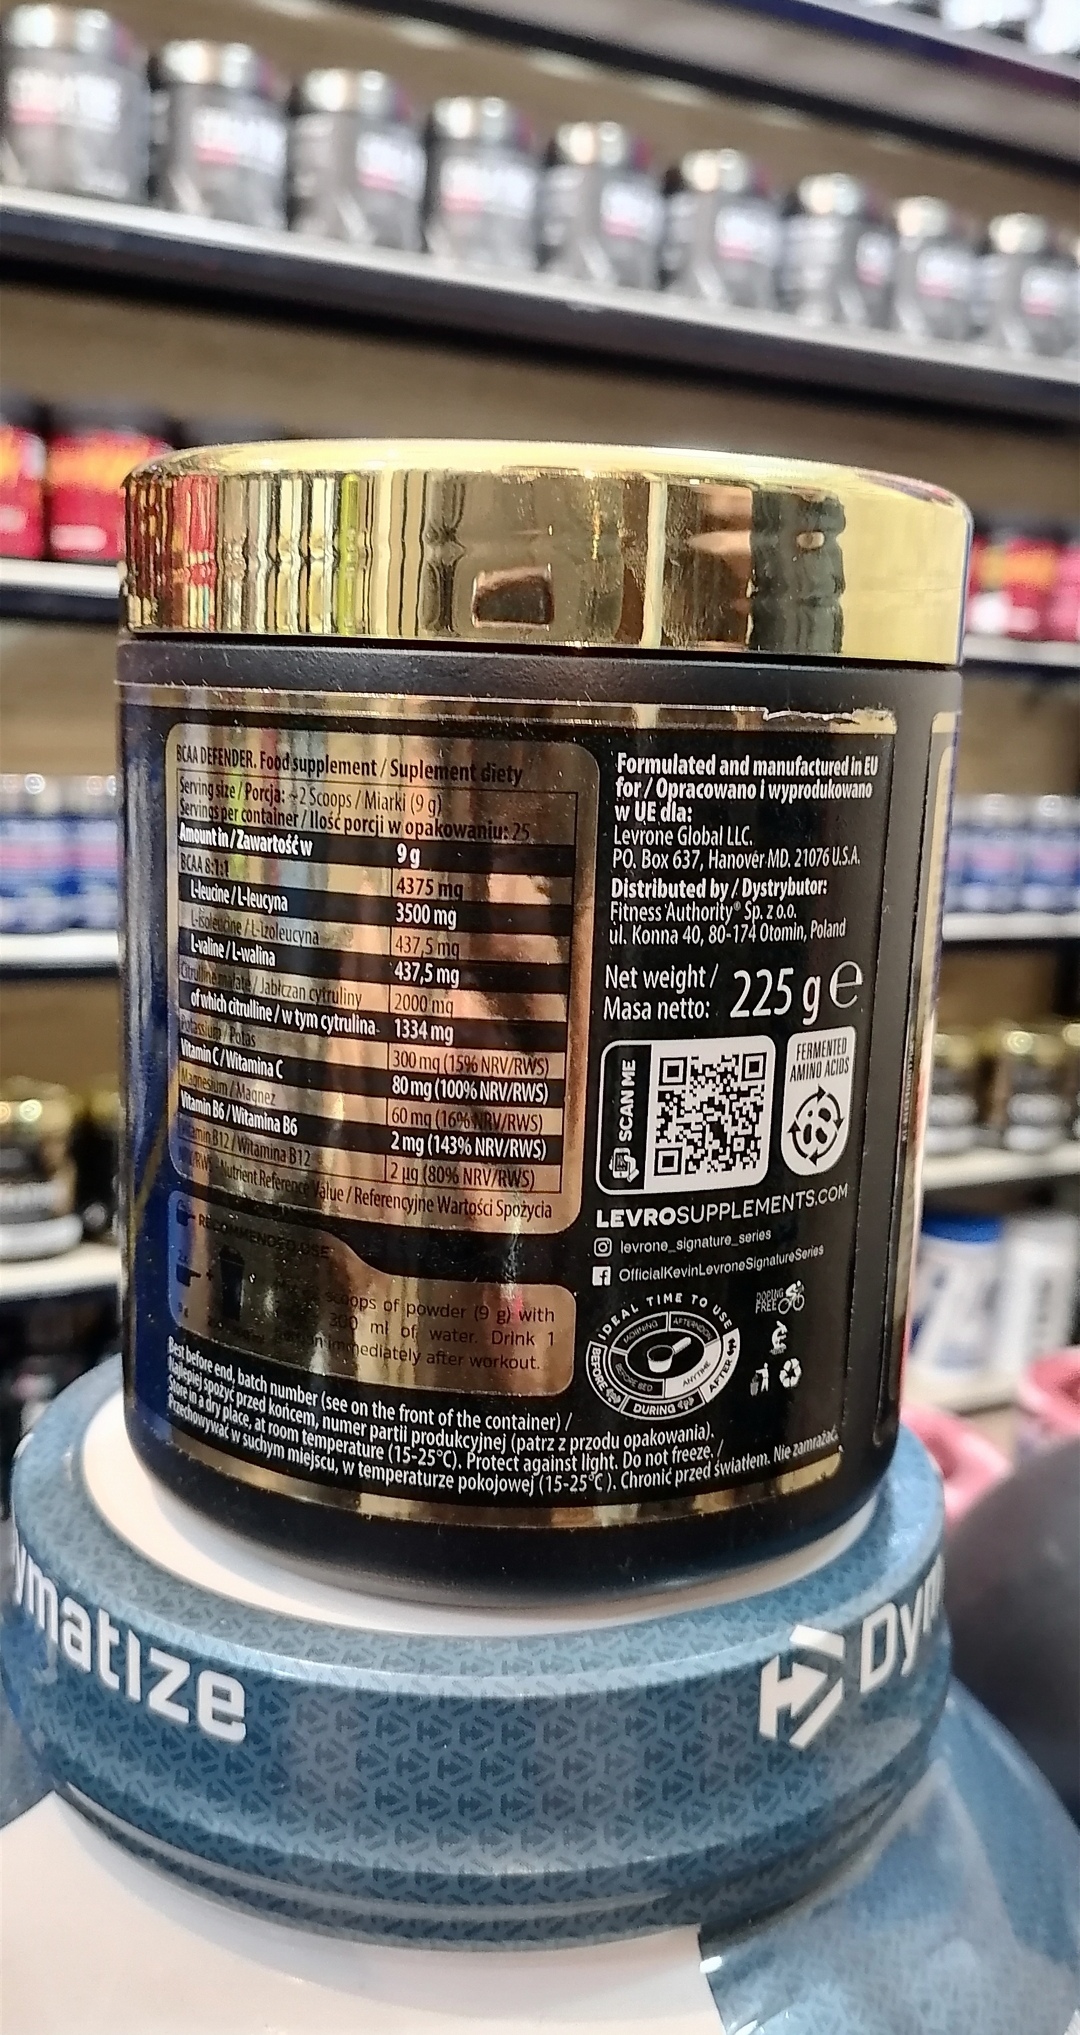 BCAA DEFENDER. Food supplement / Suplement diety
Serving size / Porcja: ~2 Scoops / Miarki (9 g)
Servings per container / Ilość porcji w opakowaniu: 25
Amount in / Zawartość w 9 g
BCAA 8:1:1 4375 mg
L-leucine / L-leucyna 3500 mg
L-isoleucine / L-izoleucyna 437,5 mg
L-valine / L-walina 437,5 mg
Citrulline malate / Jabłczan cytruliny 2000 mg
of which citrulline / w tym cytrulina 1334 mg
Potassium / Potas 300 mg (15% NRV/RWS)
Vitamin C / Witamina C 80 mg (100% NRV/RWS)
Magnesium / Magnez 60 mg (16% NRV/RWS)
Vitamin B6 / Witamina B6 2 mg (143% NRV/RWS)
Vitamin B12 / Witamina B12 2 µg (80% NRV/RWS)
Nutrient Reference Value / Referencyjne Wartości Spożycia
RECOMMENDED USE:
scoops of powder (9 g) with
300 ml of water. Drink 1
immediately after workout.
Best before end, batch number (see on the front of the container) /
Najlepiej spożyć przed końcem, numer partii produkcyjnej (patrz z przodu opakowania).
Store in a dry place, at room temperature (15-25°C). Protect against light. Do not freeze. /
Przechowywać w suchym miejscu, w temperaturze pokojowej (15-25°C). Chronić przed światłem. Nie zamrażać.
Formulated and manufactured in EU
for / Opracowano i wyprodukowano
w UE dla:
Levrone Global LLC.
PO. Box 637, Hanover MD. 21076 U.S.A.
Distributed by / Dystrybutor:
Fitness Authority® Sp. z o.o.
ul. Konna 40, 80-174 Otomin, Poland
Net weight /
Masa netto: 225 g ℮
SCAN ME
FERMENTED
AMINO ACIDS
LEVROSUPPLEMENTS.COM
levrone_signature_series
OfficialKevinLevroneSignatureSeries
IDEAL TIME TO USE
MORNING
AFTERNOON
BEFORE BED
ANYTIME
BEFORE
DURING
AFTER
DOPING
FREE
ymatize
Dym